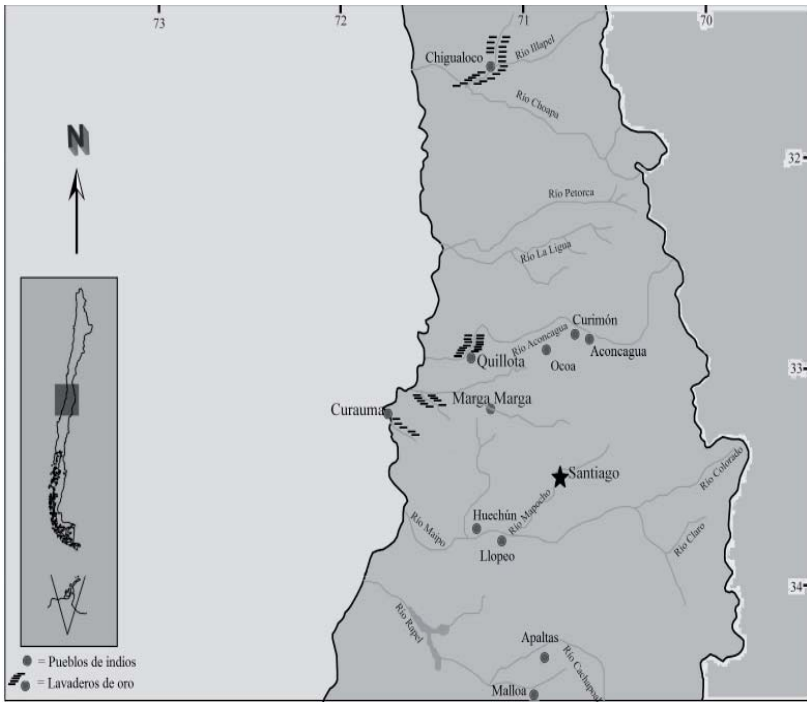 73
72
71
70
Chigualoco
Río Illapel
Río Choapa
N
32
Río Petorca
Río La Ligua
Curimón
Río Aconcagua
Aconcagua
Quillota
Ocoa
33
Marga Marga
Curauma
Santiago
Río Colorado
Huechún
Río Mapocho
Río Maipo
Llopeo
Río Claro
34
Río Rapel
Apaltas
Río Cachapoal
Malloa
= Pueblos de indios
= Lavaderos de oro